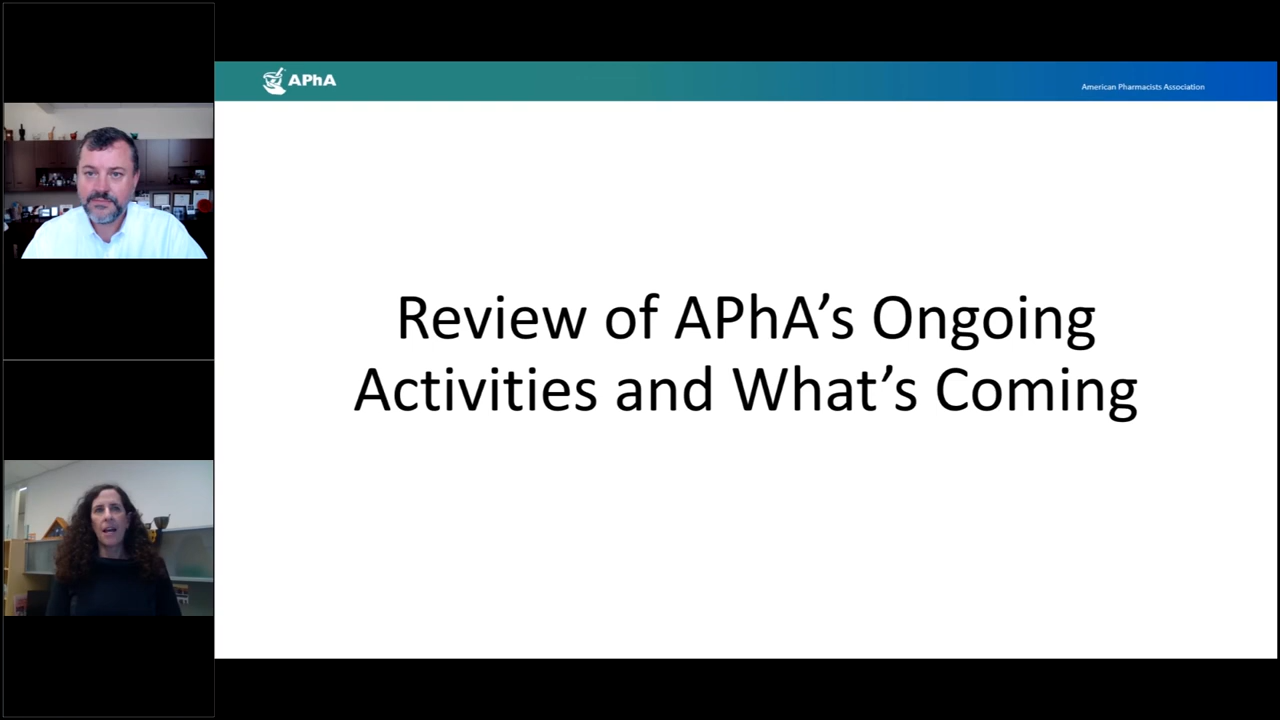 APhA
American Pharmacists Association
Review of APhA’s Ongoing
Activities and What’s Coming